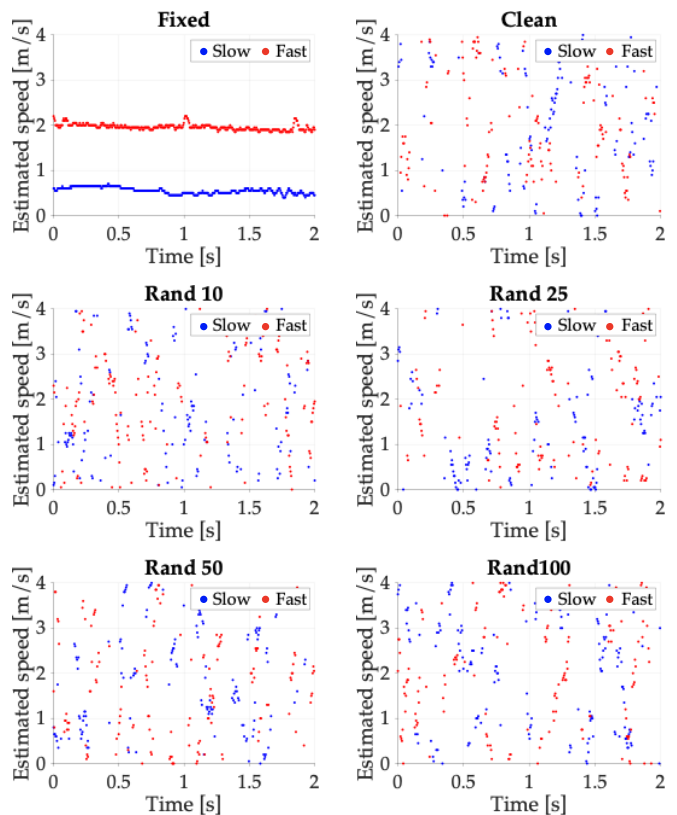 Fixed
Estimated speed [m/s]
4
3
2
1
0
Slow Fast
0 0.5 1 1.5 2
Time [s]
Clean
Estimated speed [m/s]
4
3
2
1
0
Slow Fast
0 0.5 1 1.5 2
Time [s]
Rand 10
Estimated speed [m/s]
4
3
2
1
0
Slow Fast
0 0.5 1 1.5 2
Time [s]
Rand 25
Estimated speed [m/s]
4
3
2
1
0
Slow Fast
0 0.5 1 1.5 2
Time [s]
Rand 50
Estimated speed [m/s]
4
3
2
1
0
Slow Fast
0 0.5 1 1.5 2
Time [s]
Rand100
Estimated speed [m/s]
4
3
2
1
0
Slow Fast
0 0.5 1 1.5 2
Time [s]